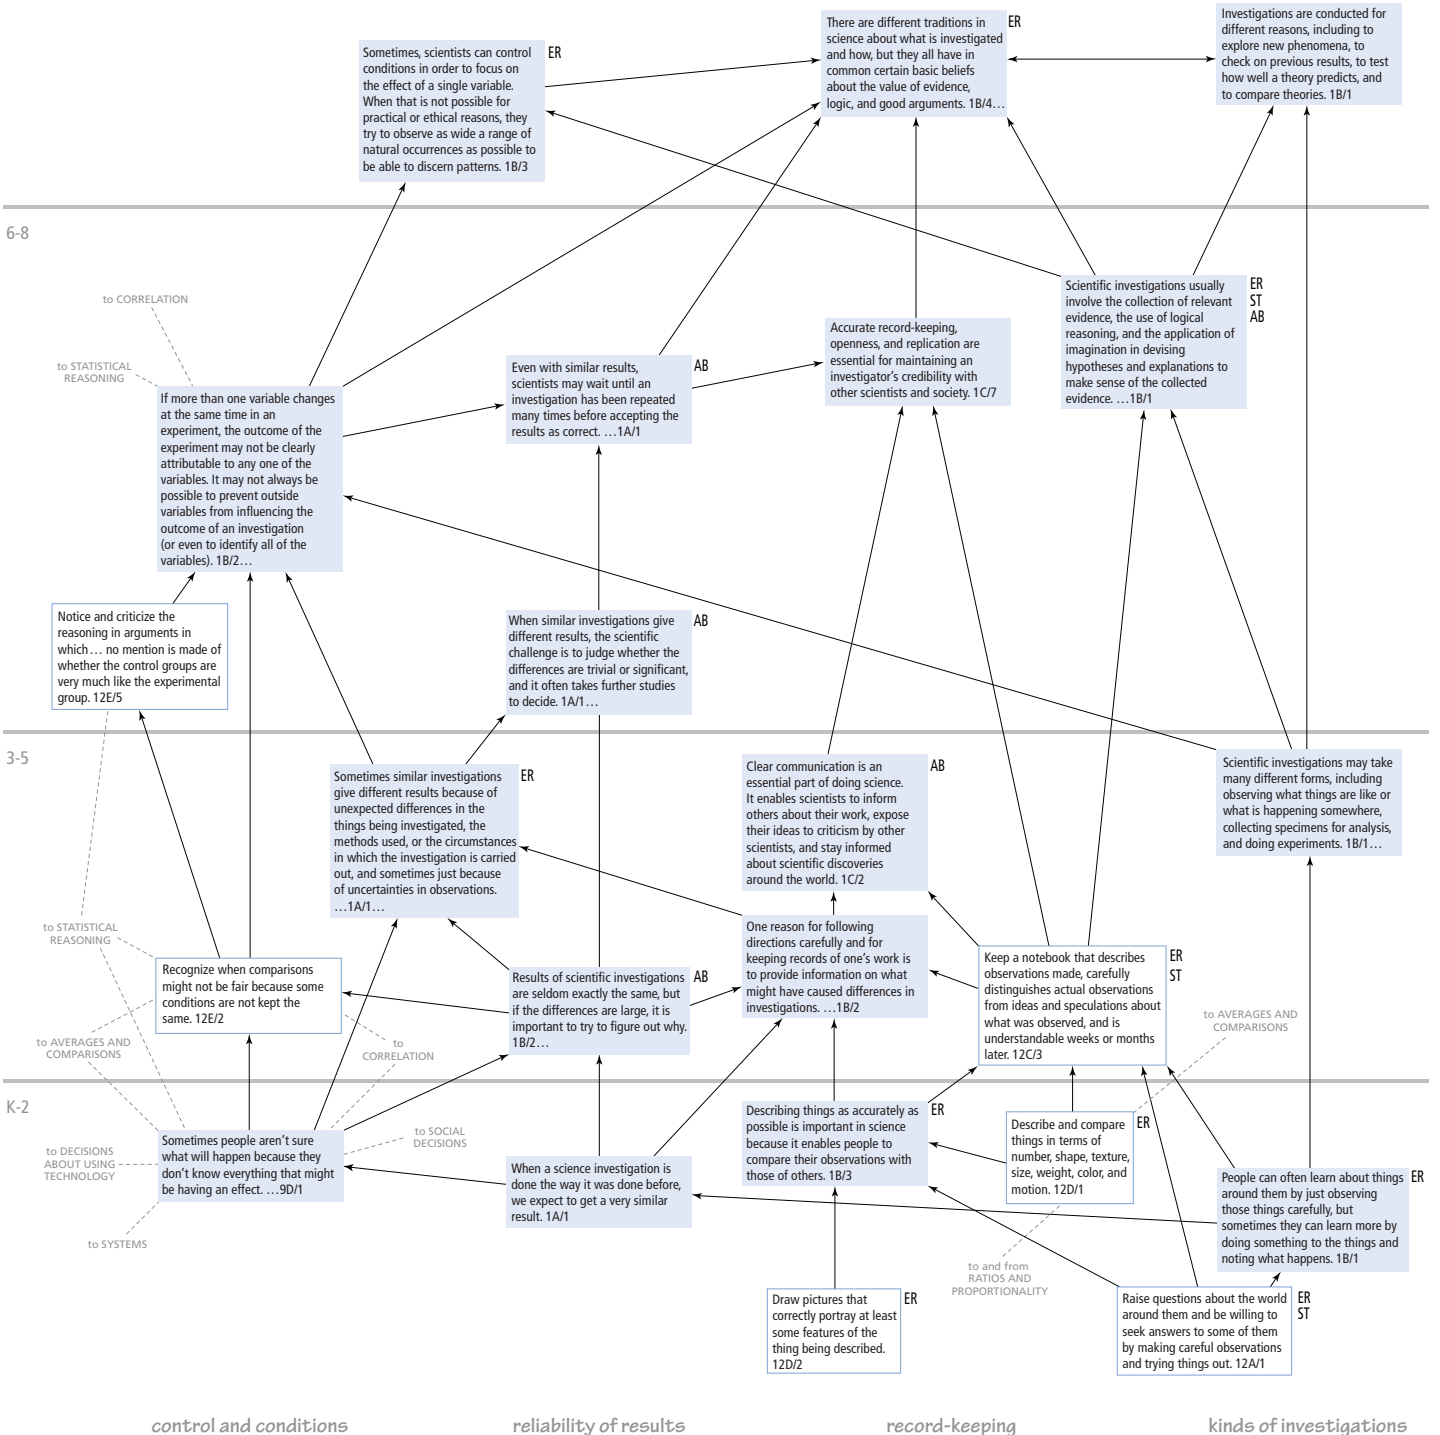 Sometimes, scientists can control
conditions in order to focus on
the effect of a single variable.
When that is not possible for
practical or ethical reasons, they
try to observe as wide a range of
natural occurrences as possible to
be able to discern patterns. 1B/3
ER
There are different traditions in
science about what is investigated
and how, but they all have in
common certain basic beliefs
about the value of evidence,
logic, and good arguments. 1B/4…
ER
Investigations are conducted for
different reasons, including to
explore new phenomena, to
check on previous results, to test
how well a theory predicts, and
to compare theories. 1B/1
6-8
to CORRELATION
to STATISTICAL
REASONING
If more than one variable changes
at the same time in an
experiment, the outcome of the
experiment may not be clearly
attributable to any one of the
variables. It may not always be
possible to prevent outside
variables from influencing the
outcome of an investigation
(or even to identify all of the
variables). 1B/2…
Even with similar results,
scientists may wait until an
investigation has been repeated
many times before accepting the
results as correct. …1A/1
AB
Accurate record-keeping,
openness, and replication are
essential for maintaining an
investigator’s credibility with
other scientists and society. 1C/7
Scientific investigations usually
involve the collection of relevant
evidence, the use of logical
reasoning, and the application of
imagination in devising
hypotheses and explanations to
make sense of the collected
evidence. …1B/1
ER
ST
AB
Notice and criticize the
reasoning in arguments in
which… no mention is made of
whether the control groups are
very much like the experimental
group. 12E/5
When similar investigations give
different results, the scientific
challenge is to judge whether the
differences are trivial or significant,
and it often takes further studies
to decide. 1A/1…
AB
3-5
Sometimes similar investigations
give different results because of
unexpected differences in the
things being investigated, the
methods used, or the circumstances
in which the investigation is carried
out, and sometimes just because
of uncertainties in observations.
…1A/1…
ER
Clear communication is an
essential part of doing science.
It enables scientists to inform
others about their work, expose
their ideas to criticism by other
scientists, and stay informed
about scientific discoveries
around the world. 1C/2
AB
Scientific investigations may take
many different forms, including
observing what things are like or
what is happening somewhere,
collecting specimens for analysis,
and doing experiments. 1B/1…
to STATISTICAL
REASONING
Recognize when comparisons
might not be fair because some
conditions are not kept the
same. 12E/2
to AVERAGES AND
COMPARISONS
to
CORRELATION
Results of scientific investigations
are seldom exactly the same, but
if the differences are large, it is
important to try to figure out why.
1B/2…
AB
One reason for following
directions carefully and for
keeping records of one’s work is
to provide information on what
might have caused differences in
investigations. …1B/2
Keep a notebook that describes
observations made, carefully
distinguishes actual observations
from ideas and speculations about
what was observed, and is
understandable weeks or months
later. 12C/3
ER
ST
to AVERAGES AND
COMPARISONS
K-2
to DECISIONS
ABOUT USING
TECHNOLOGY
Sometimes people aren’t sure
what will happen because they
don’t know everything that might
be having an effect. …9D/1
to SOCIAL
DECISIONS
to SYSTEMS
When a science investigation is
done the way it was done before,
we expect to get a very similar
result. 1A/1
Describing things as accurately as
possible is important in science
because it enables people to
compare their observations with
those of others. 1B/3
ER
Describe and compare
things in terms of
number, shape, texture,
size, weight, color, and
motion. 12D/1
ER
People can often learn about things
around them by just observing
those things carefully, but
sometimes they can learn more by
doing something to the things and
noting what happens. 1B/1
ER
to and from
RATIOS AND
PROPORTIONALITY
Draw pictures that
correctly portray at least
some features of the
thing being described.
12D/2
ER
Raise questions about the world
around them and be willing to
seek answers to some of them
by making careful observations
and trying things out. 12A/1
ER
ST
control and conditions
reliability of results
record-keeping
kinds of investigations